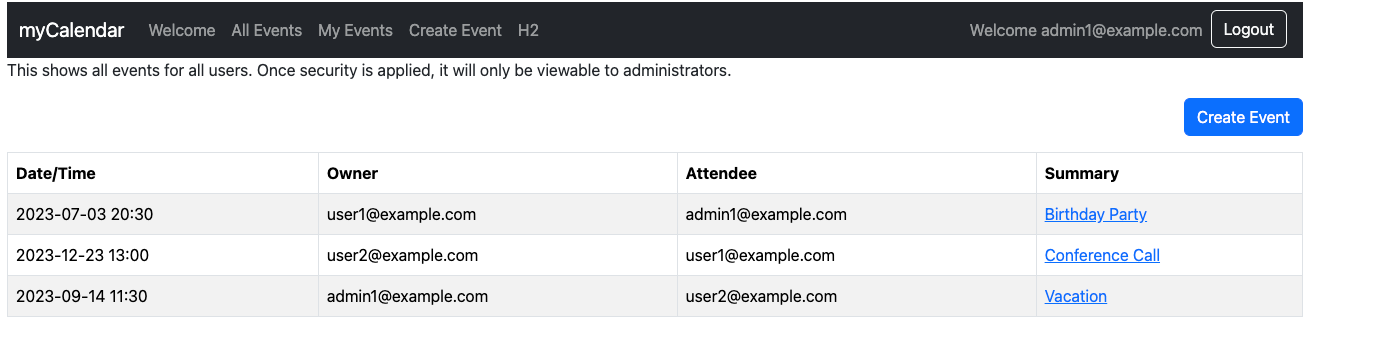 myCalendar Welcome All Events My Events Create Event H2 Welcome admin1@example.com Logout
This shows all events for all users. Once security is applied, it will only be viewable to administrators.
Create Event
Date/Time Owner Attendee Summary
2023-07-03 20:30 user1@example.com admin1@example.com Birthday Party
2023-12-23 13:00 user2@example.com user1@example.com Conference Call
2023-09-14 11:30 admin1@example.com user2@example.com Vacation